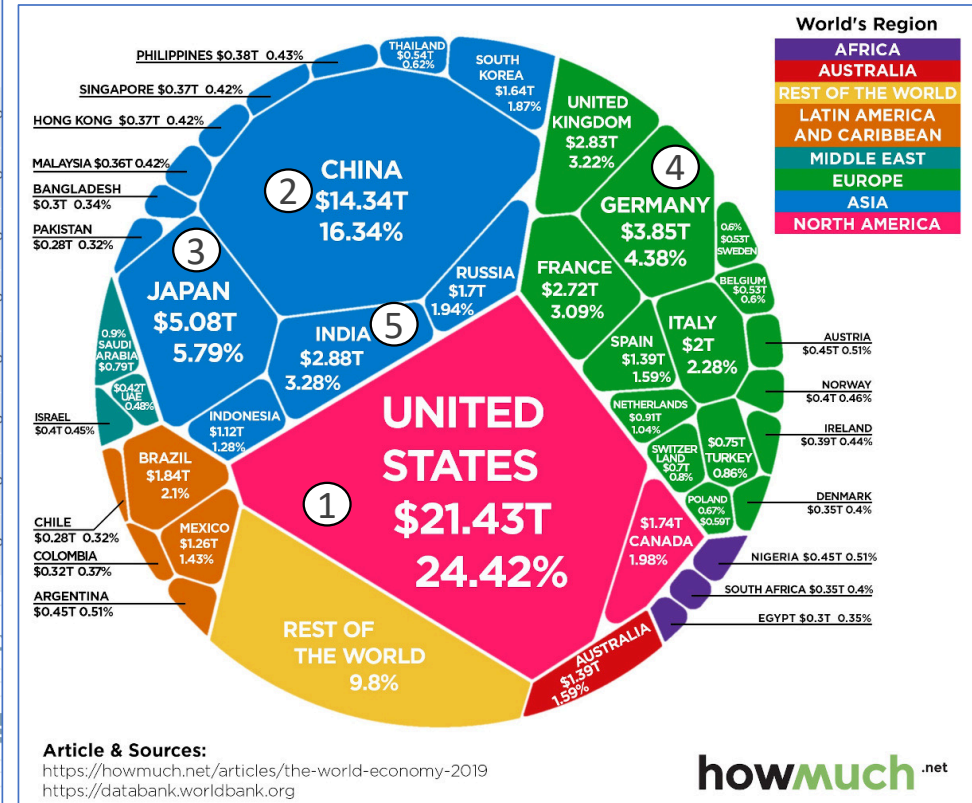 World's Region
AFRICA
AUSTRALIA
REST OF THE WORLD
LATIN AMERICA
AND CARIBBEAN
MIDDLE EAST
EUROPE
ASIA
NORTH AMERICA
PHILIPPINES $0.38T 0.43%
SINGAPORE $0.37T 0.42%
HONG KONG $0.37T 0.42%
MALAYSIA $0.36T 0.42%
BANGLADESH
$0.3T 0.34%
PAKISTAN
$0.28T 0.32%
THAILAND
$0.54T
0.62%
SOUTH
KOREA
$1.64T
1.87%
2
CHINA
$14.34T
16.34%
3
JAPAN
$5.08T
5.79%
5
INDIA
$2.88T
3.28%
RUSSIA
$1.7T
1.94%
INDONESIA
$1.12T
1.28%
UNITED
KINGDOM
$2.83T
3.22%
4
GERMANY
$3.85T
4.38%
FRANCE
$2.72T
3.09%
0.6%
$0.53T
SWEDEN
BELGIUM
$0.53T
0.6%
ITALY
$2T
2.28%
SPAIN
$1.39T
1.59%
AUSTRIA
$0.45T 0.51%
NORWAY
$0.4T 0.46%
IRELAND
$0.39T 0.44%
DENMARK
$0.35T 0.4%
NETHERLANDS
$0.91T
1.04%
SWITZER
LAND
$0.7T
0.8%
$0.75T
TURKEY
0.86%
POLAND
0.67%
$0.59T
0.9%
SAUDI
ARABIA
$0.79T
$0.42T
UAE
0.48%
ISRAEL
$0.4T 0.45%
1
UNITED
STATES
$21.43T
24.42%
$1.74T
CANADA
1.98%
BRAZIL
$1.84T
2.1%
MEXICO
$1.26T
1.43%
CHILE
$0.28T 0.32%
COLOMBIA
$0.32T 0.37%
ARGENTINA
$0.45T 0.51%
NIGERIA $0.45T 0.51%
SOUTH AFRICA $0.35T 0.4%
EGYPT $0.3T 0.35%
REST OF
THE WORLD
9.8%
AUSTRALIA
$1.39T
1.59%
Article & Sources:
https://howmuch.net/articles/the-world-economy-2019
https://databank.worldbank.org
howmuch.net